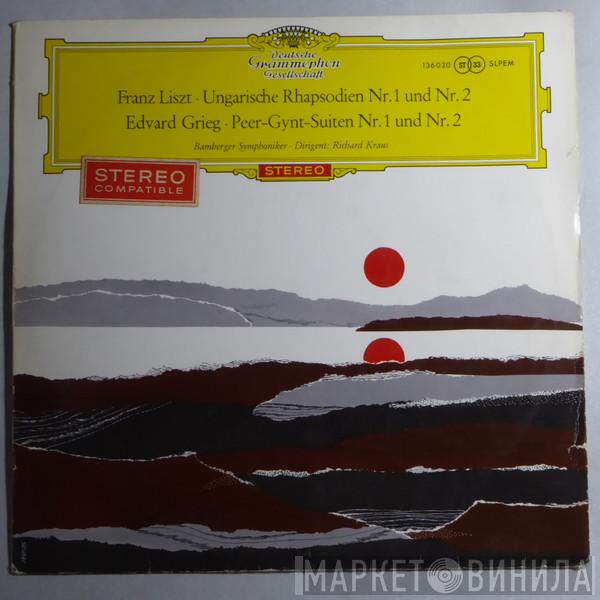 Deutsche
Grammophon
Gesellschaft
136020 ST 33 SLPEM
Franz Liszt · Ungarische Rhapsodien Nr.1 und Nr.2
Edvard Grieg · Peer-Gynt-Suiten Nr.1 und Nr.2
Bamberger Symphoniker · Dirigent: Richard Kraus
STEREO
STEREO
COMPATIBLE
МАРКЕТ ВИНИЛА